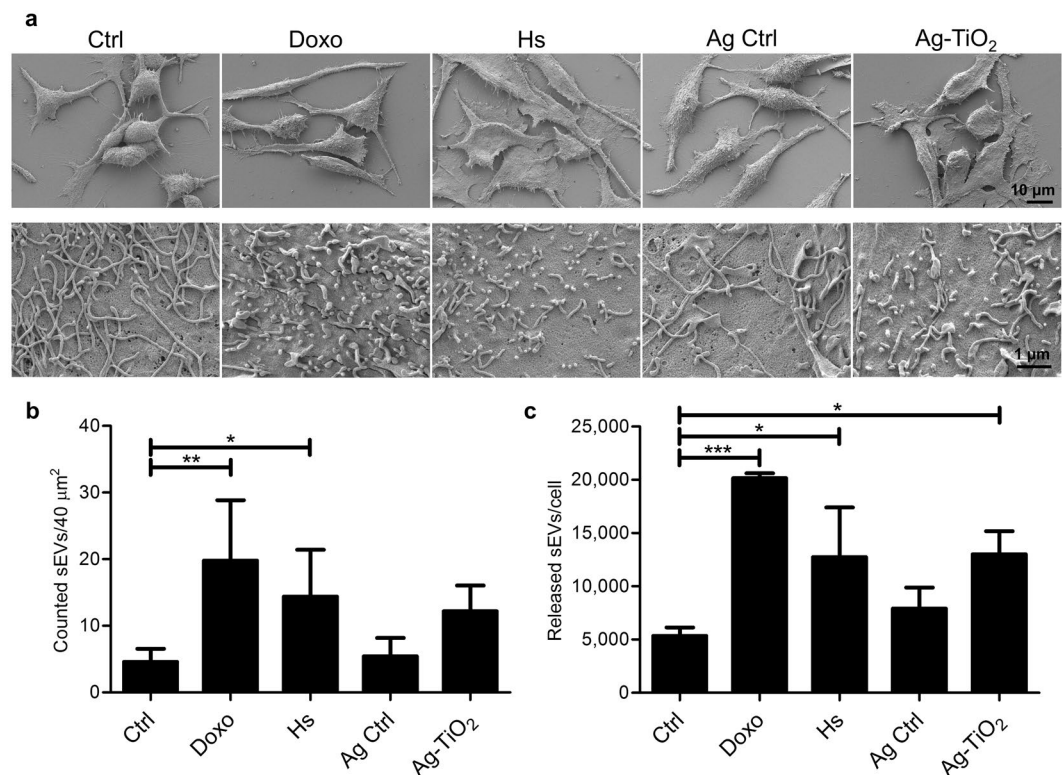 a
Ctrl Doxo Hs Ag Ctrl Ag-TiO₂
10 µm
1 µm
b
Counted sEVs/40 µm²
40
30
20
10
0
*
**
Ctrl Doxo Hs Ag Ctrl Ag-TiO₂
c
Released sEVs/cell
25,000
20,000
15,000
10,000
5,000
0
*
*
***
Ctrl Doxo Hs Ag Ctrl Ag-TiO₂